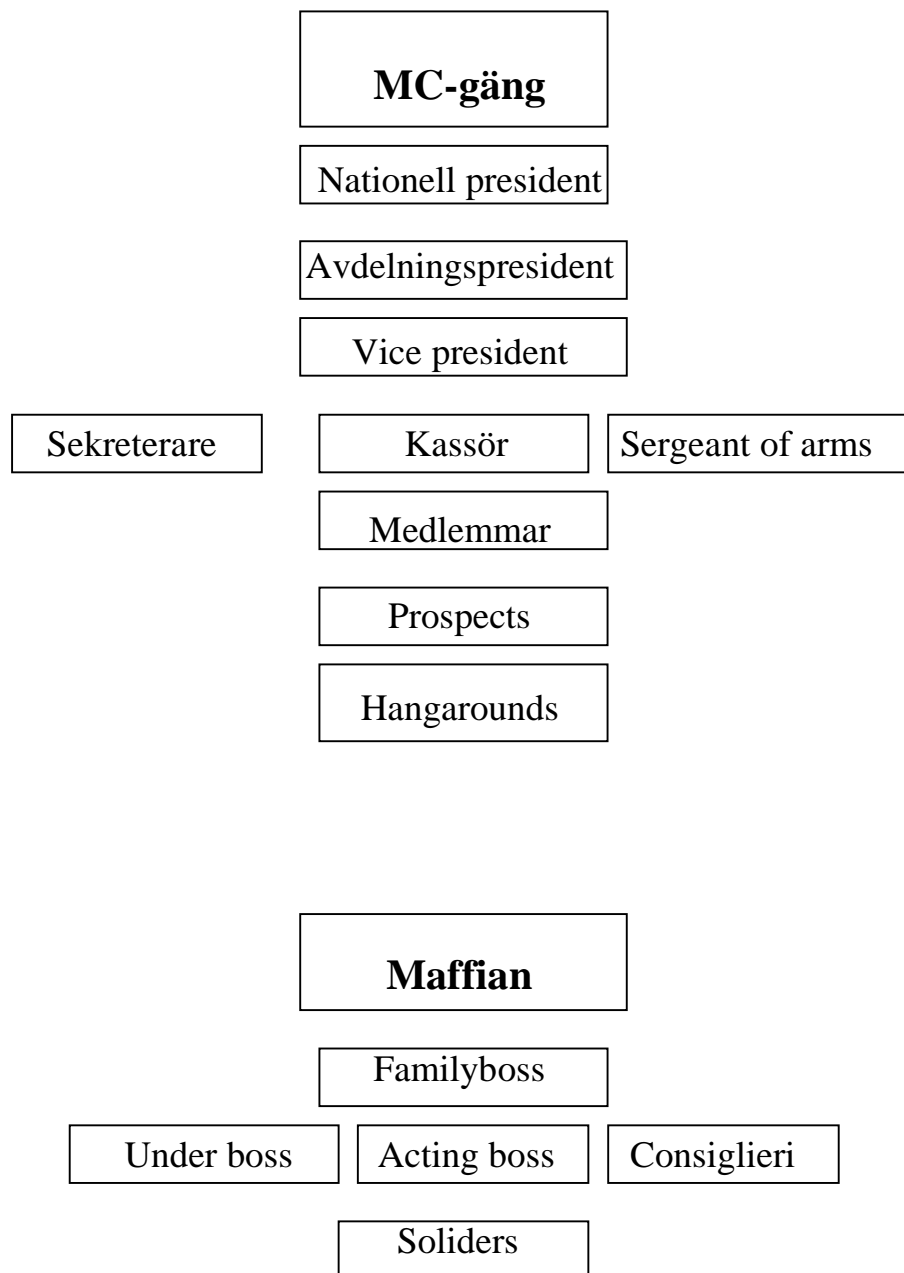 MC-gäng
Nationell president
Avdelningspresident
Vice president
Sekreterare Kassör Sergeant of arms
Medlemmar
Prospects
Hangarounds
Maffian
Familyboss
Under boss Acting boss Consiglieri
Soliders